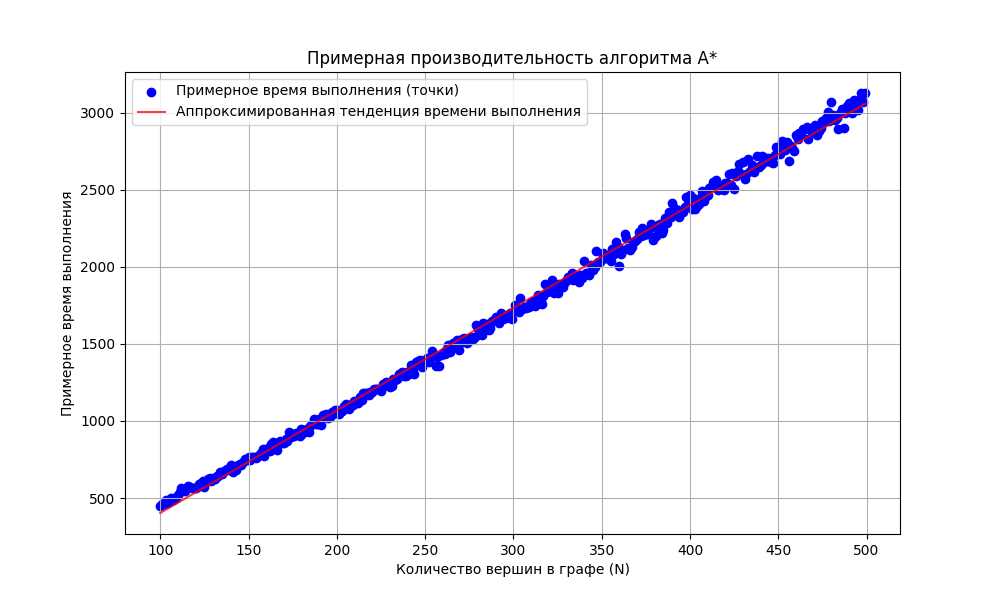 Примерная производительность алгоритма A*
Примерное время выполнения (точки)
Аппроксимированная тенденция времени выполнения
Примерное время выполнения
3000
2500
2000
1500
1000
500
100 150 200 250 300 350 400 450 500
Количество вершин в графе (N)